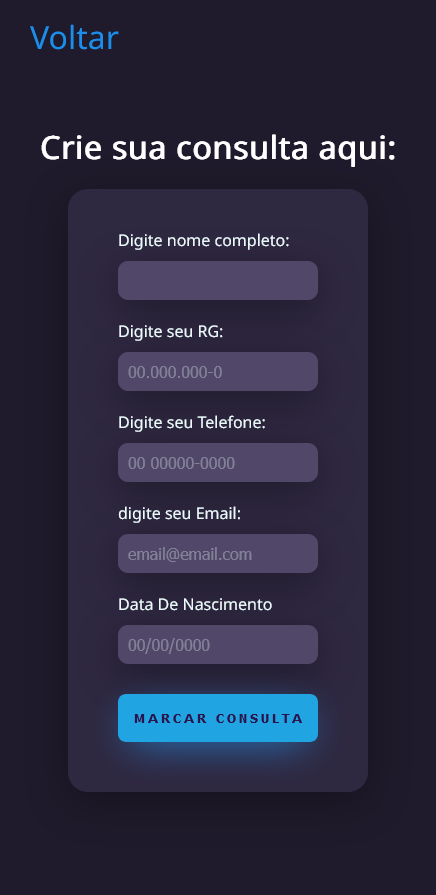 Voltar
Crie sua consulta aqui:
Digite nome completo:
Digite seu RG:
00.000.000-0
Digite seu Telefone:
00 00000-0000
digite seu Email:
email@email.com
Data De Nascimento
00/00/0000
MARCAR CONSULTA